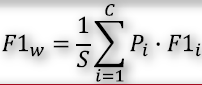 F1_w = \frac{1}{S} \sum_{i=1}^{C} P_i \cdot F1_i